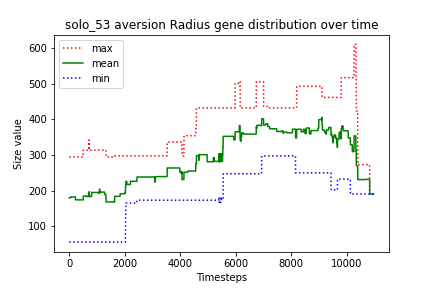 solo_53 aversion Radius gene distribution over time
max
mean
min
Size value
600
500
400
300
200
100
0
2000
4000
6000
8000
10000
Timesteps